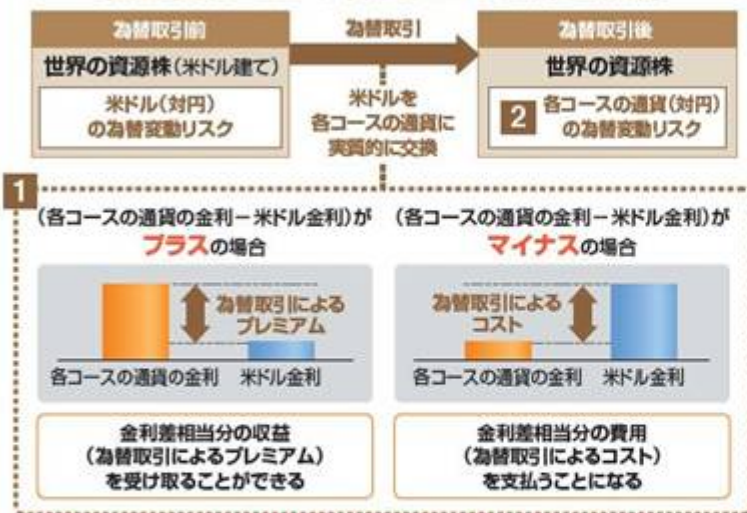 為替取引前
為替取引
為替取引後
世界の資源株(米ドル建て)
米ドル(対円)
の為替変動リスク
米ドルを
各コースの通貨に
実質的に交換
世界の資源株
2
各コースの通貨(対円)
の為替変動リスク
1
(各コースの通貨の金利-米ドル金利)が
プラスの場合
為替取引による
プレミアム
各コースの通貨の金利
米ドル金利
金利差相当分の収益
(為替取引によるプレミアム)
を受け取ることができる
(各コースの通貨の金利-米ドル金利)が
マイナスの場合
為替取引による
コスト
各コースの通貨の金利
米ドル金利
金利差相当分の費用
(為替取引によるコスト)
を支払うことになる